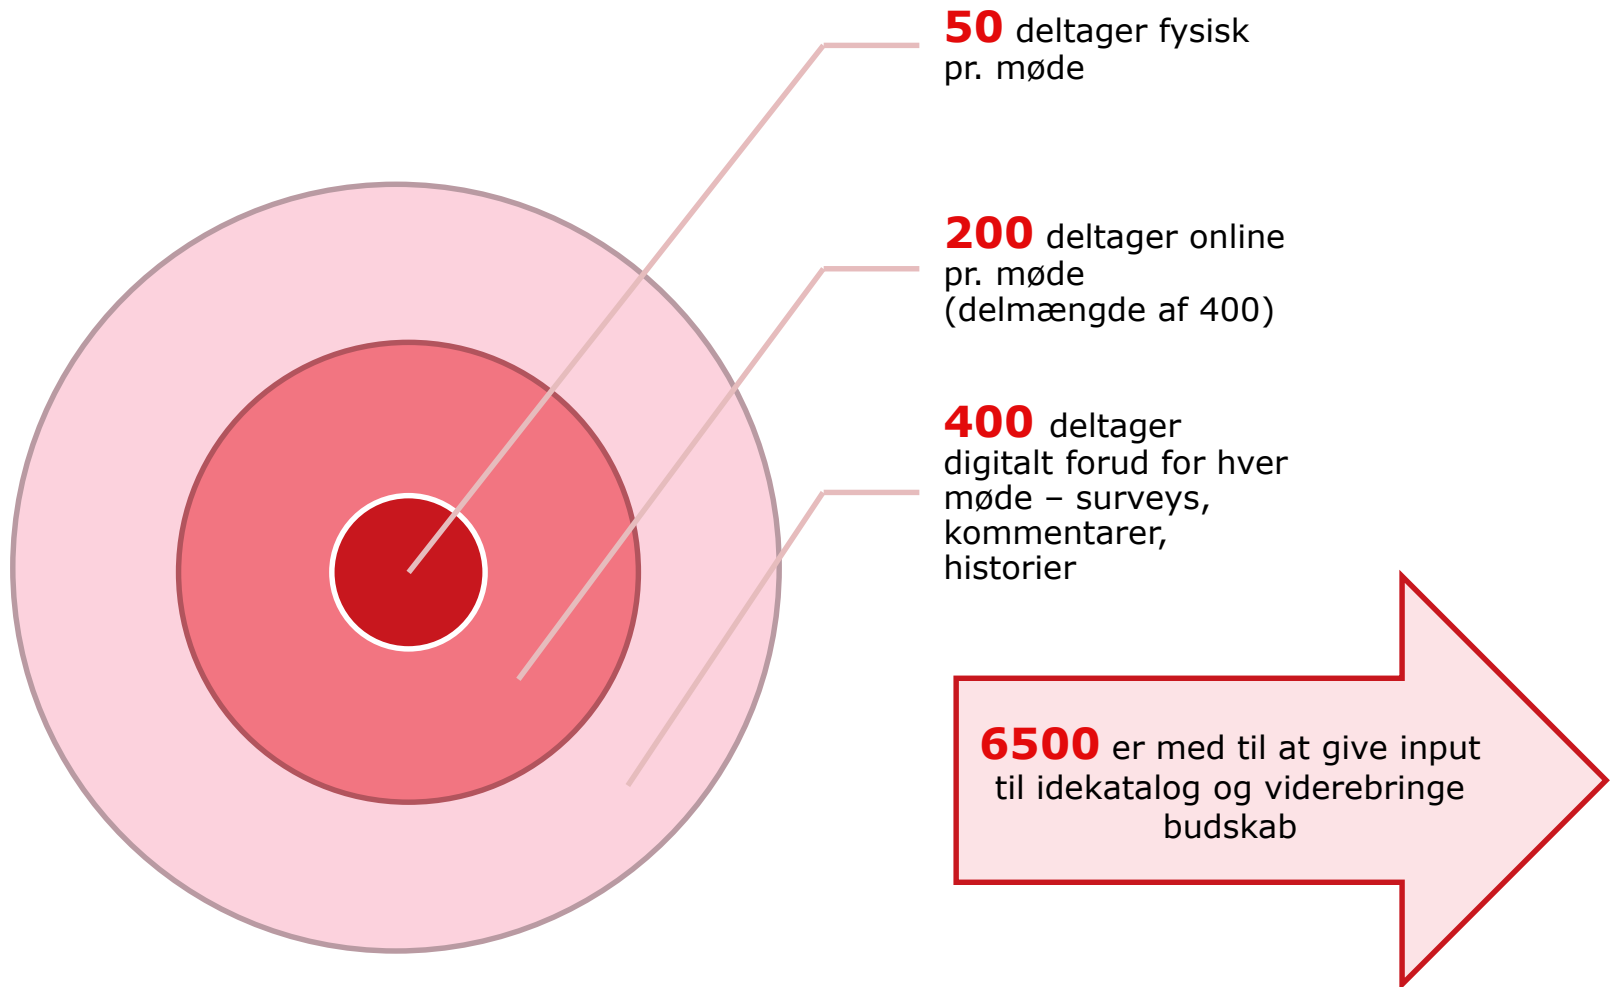 50 deltager fysisk
pr. møde
200 deltager online
pr. møde
(delmængde af 400)
400 deltager
digitalt forud for hver
møde – surveys,
kommentarer,
historier
6500 er med til at give input
til idekatalog og viderebringe
budskab